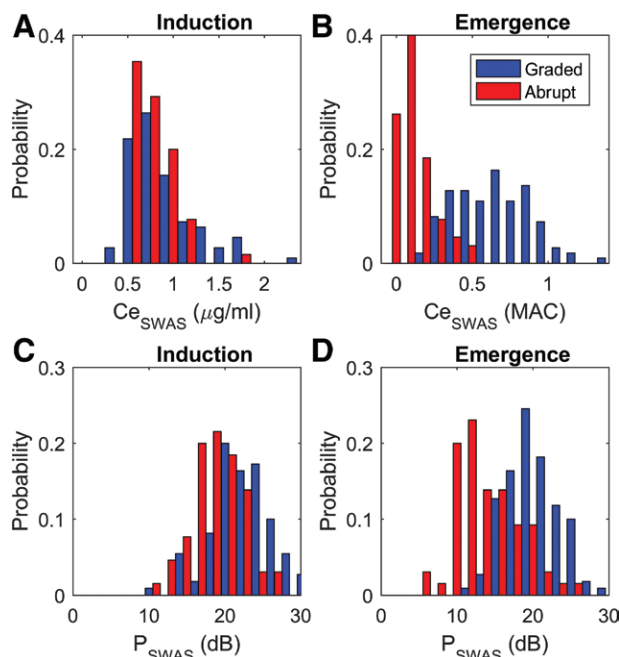 A
Induction
0.4
0.2
0
Probability
0 0.5 1 1.5 2
Ce_SWAS (μg/ml)
B
Emergence
Graded
Abrupt
0.4
0.2
0
Probability
0 0.5 1
Ce_SWAS (MAC)
C
Induction
0.3
0.2
0.1
0
Probability
0 10 20 30
P_SWAS (dB)
D
Emergence
0.3
0.2
0.1
0
Probability
0 10 20 30
P_SWAS (dB)